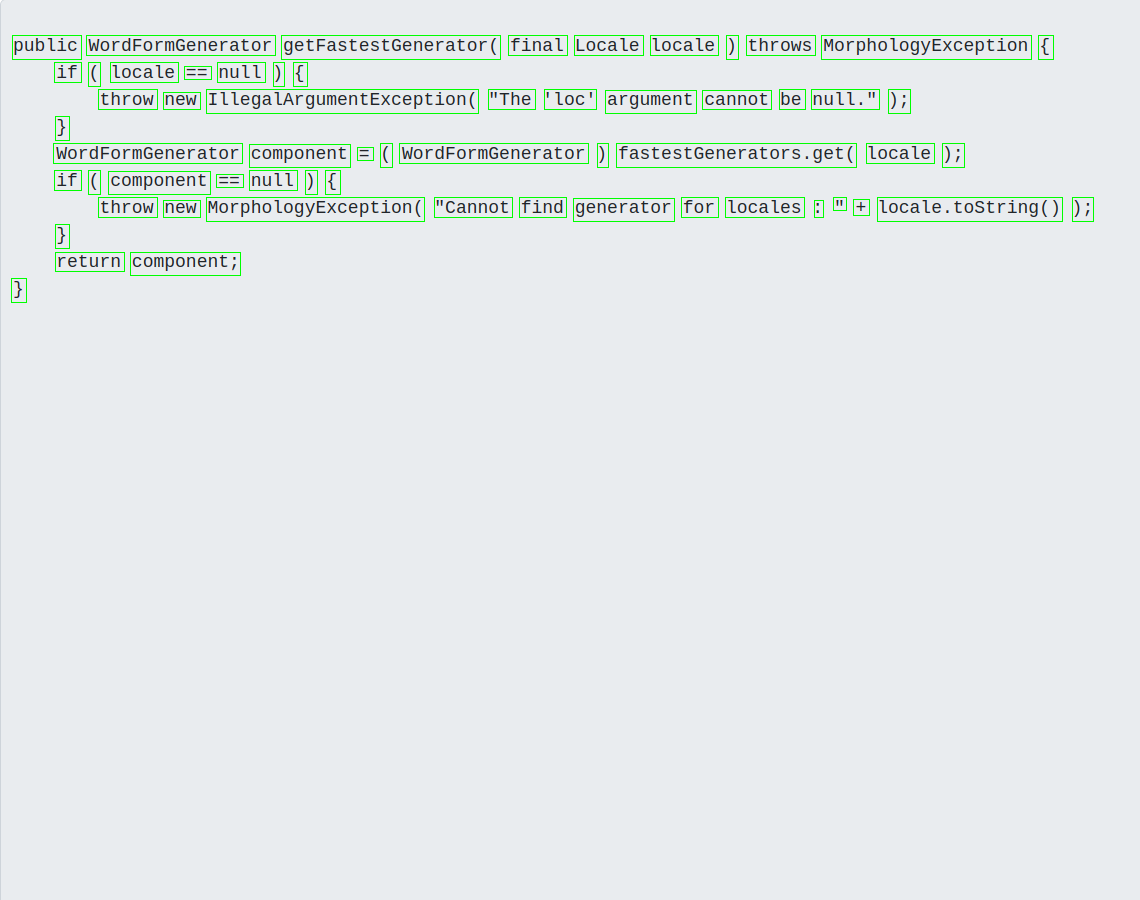 public WordFormGenerator getFastestGenerator( final Locale locale ) throws MorphologyException {
    if ( locale == null ) {
        throw new IllegalArgumentException( "The 'loc' argument cannot be null." );
    }
    WordFormGenerator component = ( WordFormGenerator ) fastestGenerators.get( locale );
    if ( component == null ) {
        throw new MorphologyException( "Cannot find generator for locales : " + locale.toString() );
    }
    return component;
}